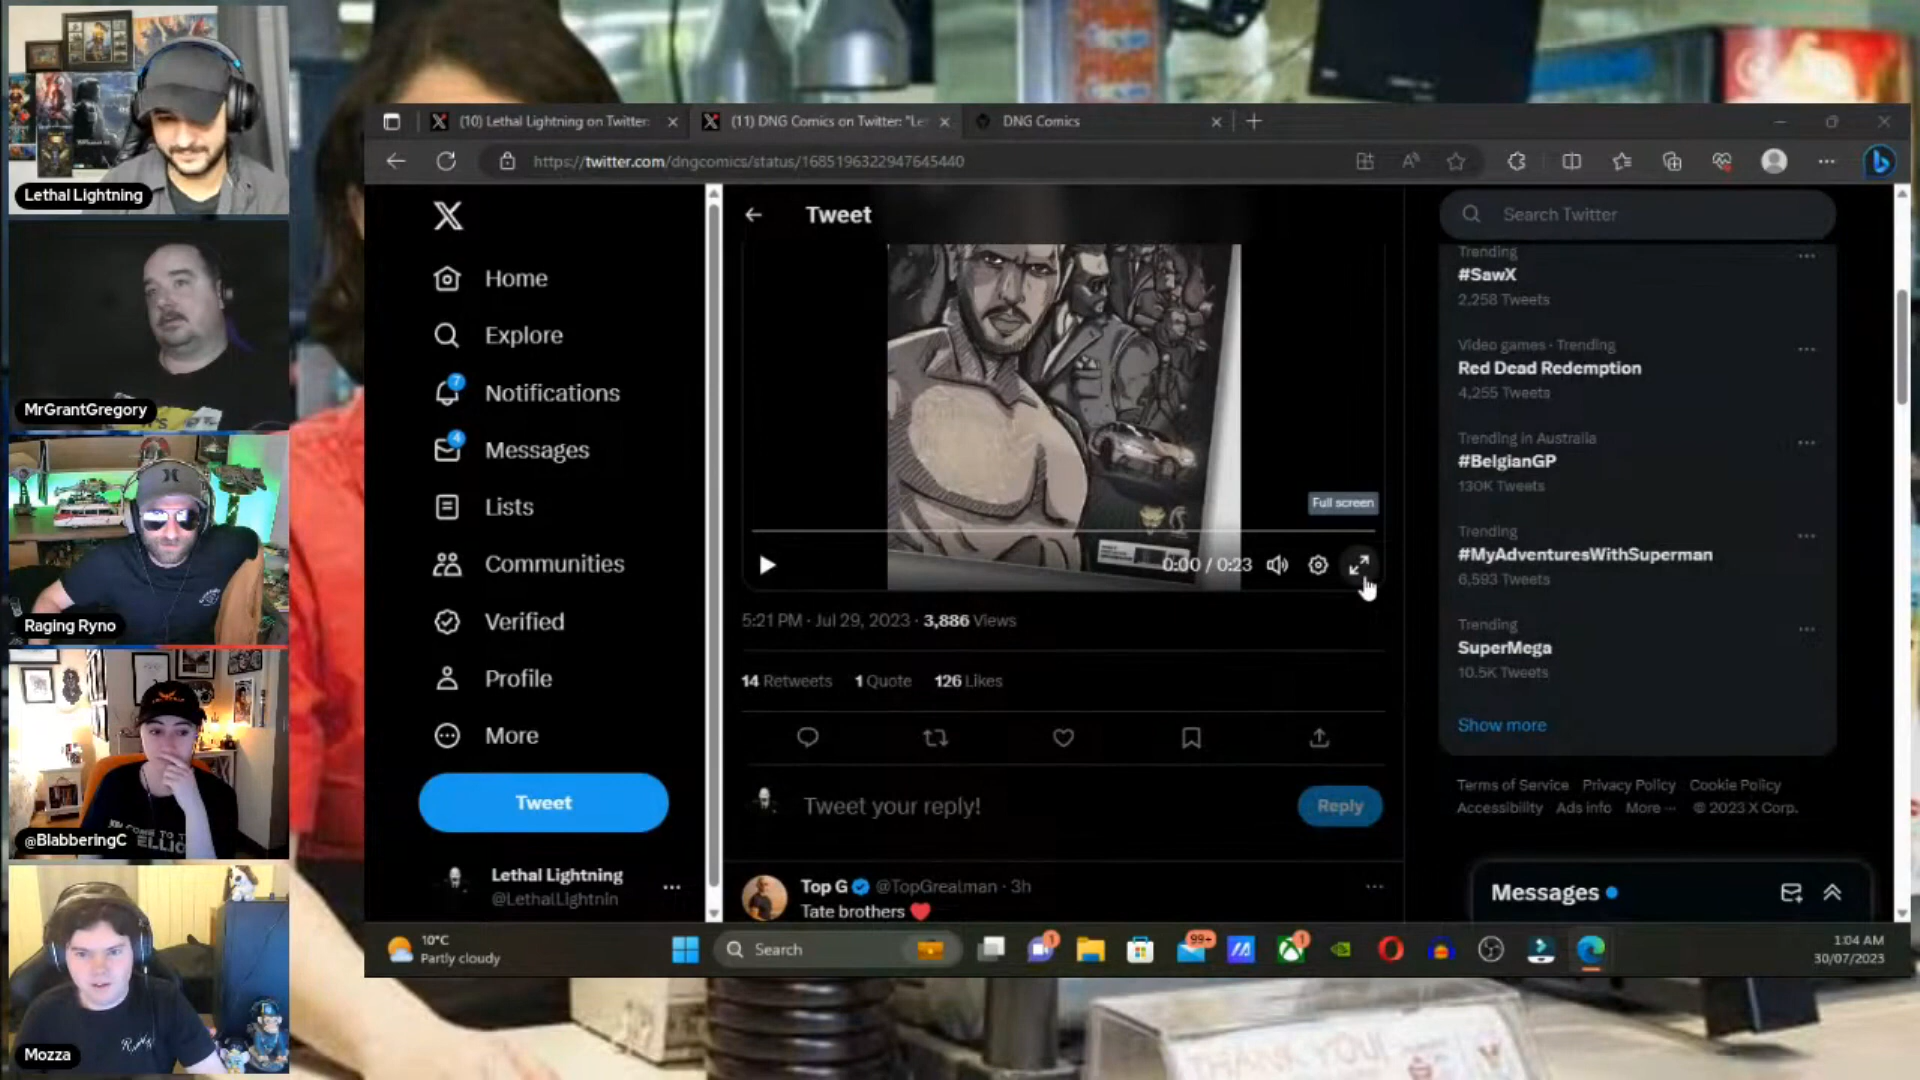 Lethal Lightning
MrGrantGregory
Raging Ryno
@BlabberingC
Mozza
(10) Lethal Lightning on Twitter:
(11) DNG Comics on Twitter: "Le
DNG Comics
https://twitter.com/dngcomics/status/1685196322947645440
Home
Explore
7
Notifications
4
Messages
Lists
Communities
Verified
Profile
More
Tweet
Lethal Lightning
@LethalLightnin
Tweet
Full screen
0:00 / 0:23
5:21 PM · Jul 29, 2023 · 3,886 Views
14 Retweets 1 Quote 126 Likes
Tweet your reply!
Reply
Top G @TopGrealman · 3h
Tate brothers ❤️
Search Twitter
Trending
#SawX
2,258 Tweets
Video games · Trending
Red Dead Redemption
4,255 Tweets
Trending in Australia
#BelgianGP
130K Tweets
Trending
#MyAdventuresWithSuperman
6,593 Tweets
Trending
SuperMega
10.5K Tweets
Show more
Terms of Service Privacy Policy Cookie Policy
Accessibility Ads info More ··· © 2023 X Corp.
Messages
10°C
Partly cloudy
Search
1
99+
1
1:04 AM
30/07/2023
THANK YOU!